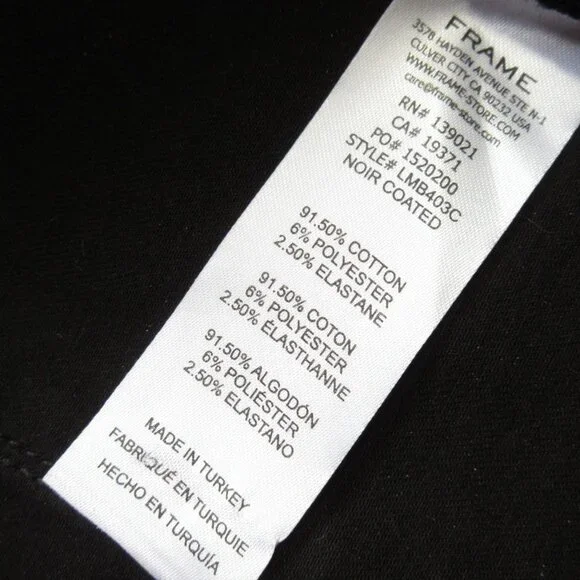 FRAME
3578 HAYDEN AVENUE STE N-1
CULVER CITY CA 90232 USA
WWW.FRAME-STORE.COM
care@frame-store.com
RN# 139021
CA# 19371
PO# 1520200
STYLE# LMB403C
NOIR COATED
91.50% COTTON
6% POLYESTER
2.50% ELASTANE
91.50% COTON
6% POLYESTER
2.50% ÉLASTHANNE
91.50% ALGODÓN
6% POLIÉSTER
2.50% ELASTANO
MADE IN TURKEY
FABRIQUÉ EN TURQUIE
HECHO EN TURQUÍA